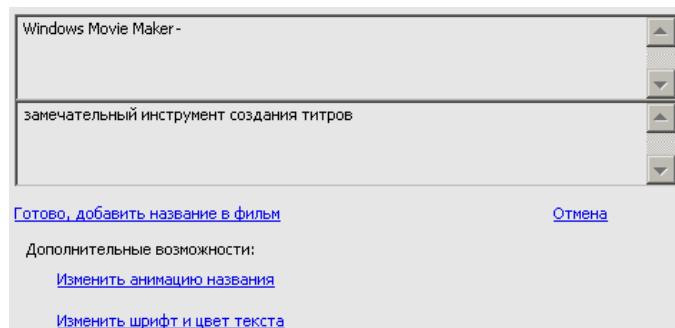 Windows Movie Maker-
замечательный инструмент создания титров
Готово, добавить название в фильм Отмена
Дополнительные возможности:
Изменить анимацию названия
Изменить шрифт и цвет текста